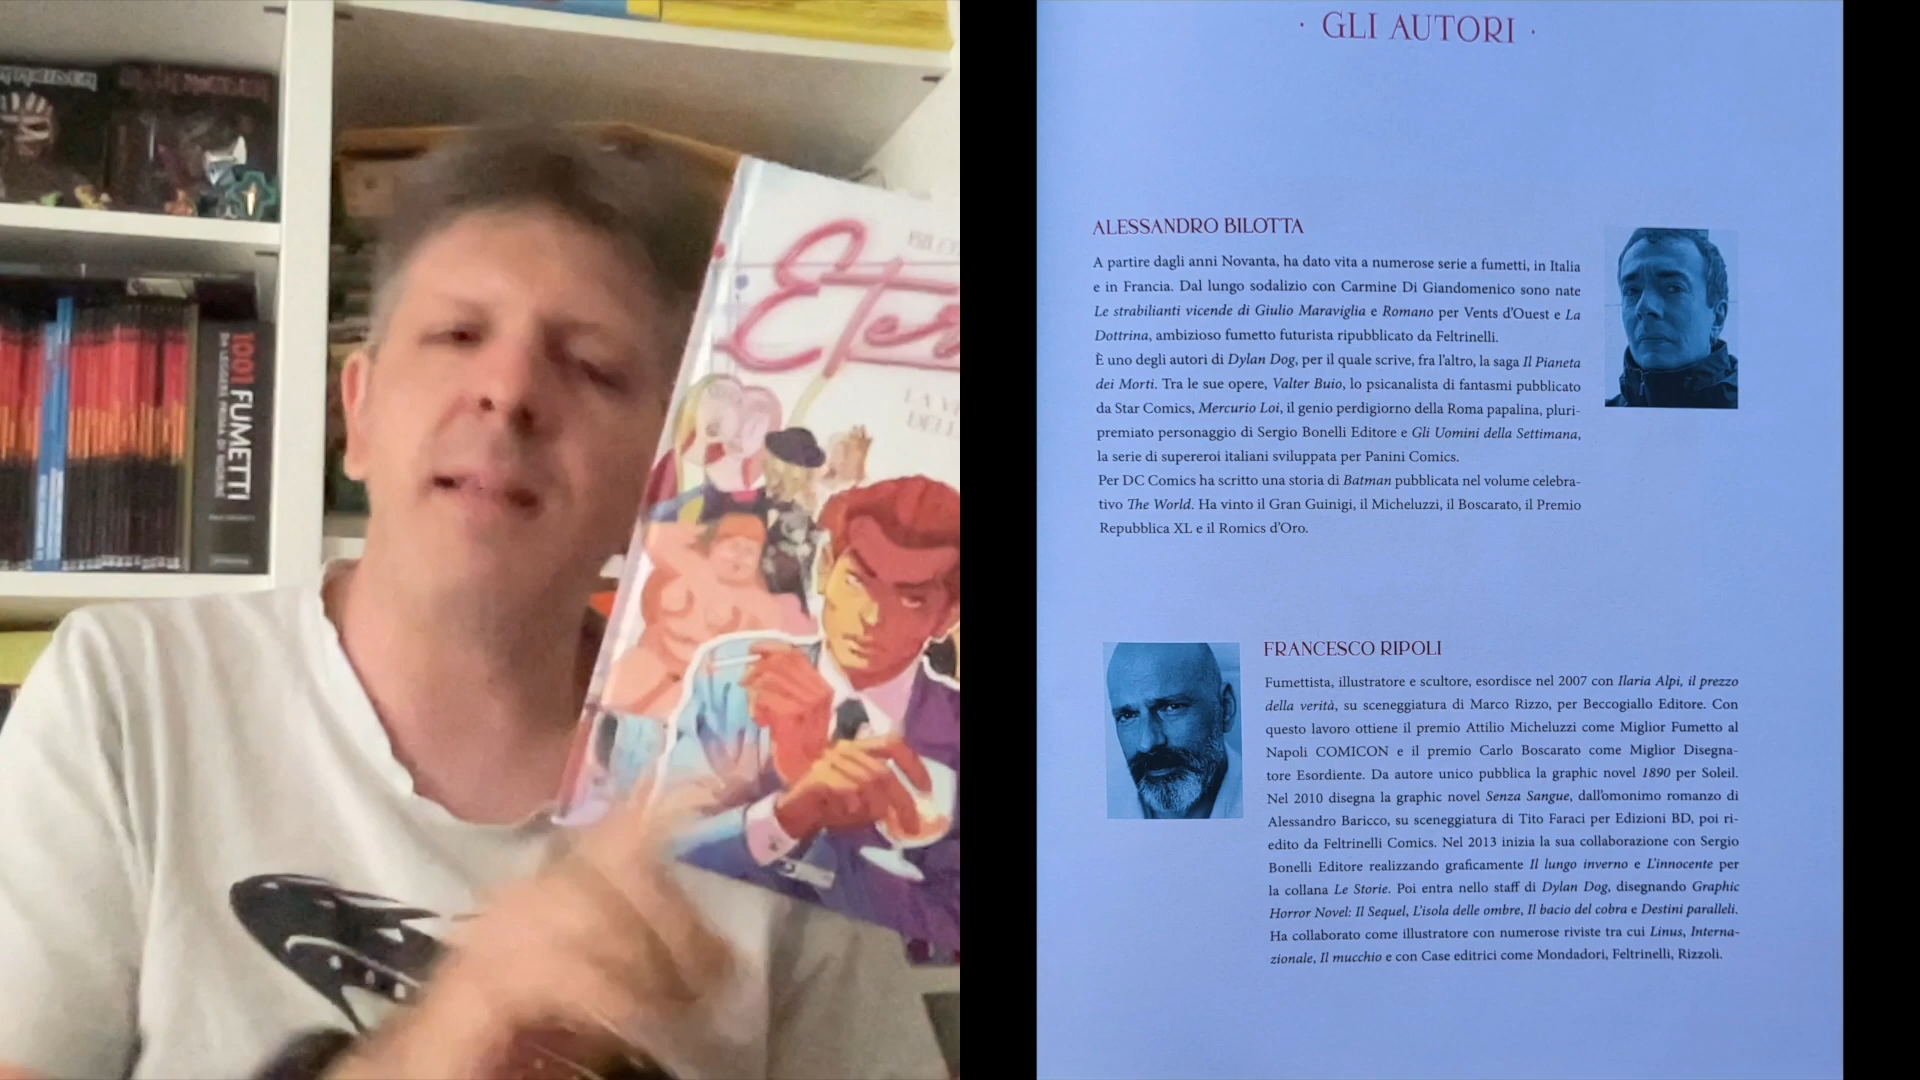 1001 FUMETTI
DA LEGGERE PRIMA DI MORIRE
BILO
Eter
LA VI
DELL
· GLI AUTORI ·
ALESSANDRO BILOTTA
A partire dagli anni Novanta, ha dato vita a numerose serie a fumetti, in Italia
e in Francia. Dal lungo sodalizio con Carmine Di Giandomenico sono nate
Le strabilianti vicende di Giulio Maraviglia e Romano per Vents d'Ouest e La
Dottrina, ambizioso fumetto futurista ripubblicato da Feltrinelli.
È uno degli autori di Dylan Dog, per il quale scrive, fra l'altro, la saga Il Pianeta
dei Morti. Tra le sue opere, Valter Buio, lo psicanalista di fantasmi pubblicato
da Star Comics, Mercurio Loi, il genio perdigiorno della Roma papalina, pluri-
premiato personaggio di Sergio Bonelli Editore e Gli Uomini della Settimana,
la serie di supereroi italiani sviluppata per Panini Comics.
Per DC Comics ha scritto una storia di Batman pubblicata nel volume celebra-
tivo The World. Ha vinto il Gran Guinigi, il Micheluzzi, il Boscarato, il Premio
Repubblica XL e il Romics d'Oro.
FRANCESCO RIPOLI
Fumettista, illustratore e scultore, esordisce nel 2007 con Ilaria Alpi, il prezzo
della verità, su sceneggiatura di Marco Rizzo, per Beccogiallo Editore. Con
questo lavoro ottiene il premio Attilio Micheluzzi come Miglior Fumetto al
Napoli COMICON e il premio Carlo Boscarato come Miglior Disegna-
tore Esordiente. Da autore unico pubblica la graphic novel 1890 per Soleil.
Nel 2010 disegna la graphic novel Senza Sangue, dall'omonimo romanzo di
Alessandro Baricco, su sceneggiatura di Tito Faraci per Edizioni BD, poi ri-
edito da Feltrinelli Comics. Nel 2013 inizia la sua collaborazione con Sergio
Bonelli Editore realizzando graficamente Il lungo inverno e L'innocente per
la collana Le Storie. Poi entra nello staff di Dylan Dog, disegnando Graphic
Horror Novel: Il Sequel, L'isola delle ombre, Il bacio del cobra e Destini paralleli.
Ha collaborato come illustratore con numerose riviste tra cui Linus, Interna-
zionale, Il mucchio e con Case editrici come Mondadori, Feltrinelli, Rizzoli.